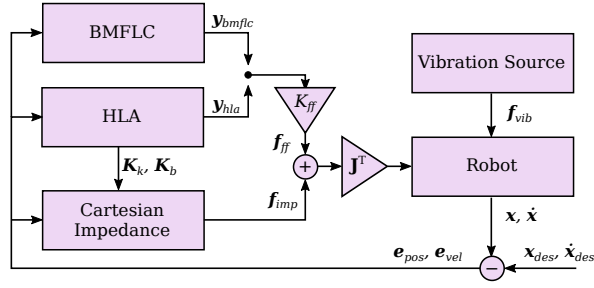 BMFLC
y_bmflc
Vibration Source
HLA
y_hla
K_ff
f_vib
K_k, K_b
f_ff
+
J^T
Robot
Cartesian
Impedance
f_imp
x, ẋ
e_pos, e_vel
−
x_des, ẋ_des